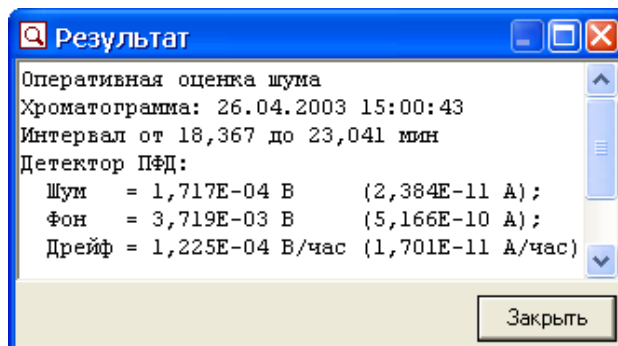 Результат
Оперативная оценка шума
Хроматограмма: 26.04.2003 15:00:43
Интервал от 18,367 до 23,041 мин
Детектор ПФД:
Шум = 1,717E-04 В (2,384E-11 А);
Фон = 3,719E-03 В (5,166E-10 А);
Дрейф = 1,225E-04 В/час (1,701E-11 А/час)
Закрыть